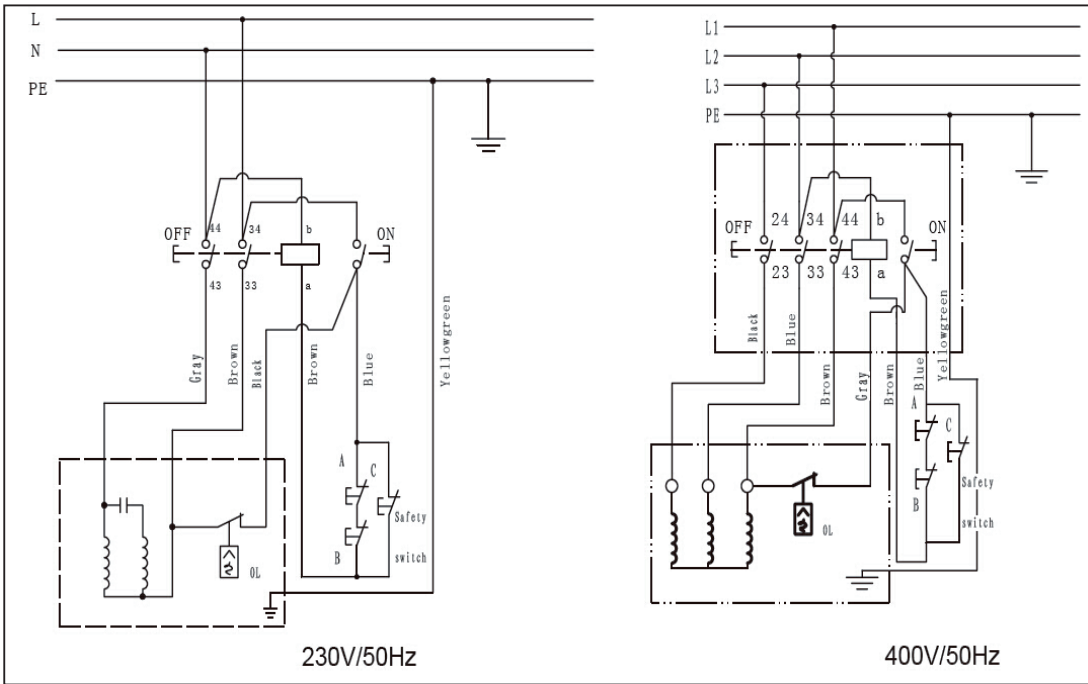 L
N
PE
44
34
b
OFF
ON
43
33
a
Gray
Brown
Black
Brown
Blue
Yellowgreen
A
C
Safety
switch
B
OL
230V/50Hz
L1
L2
L3
PE
24
34
44
b
OFF
ON
23
33
43
a
Black
Blue
Brown
Gray
Brown
Blue
Yellowgreen
A
C
Safety
switch
B
OL
400V/50Hz